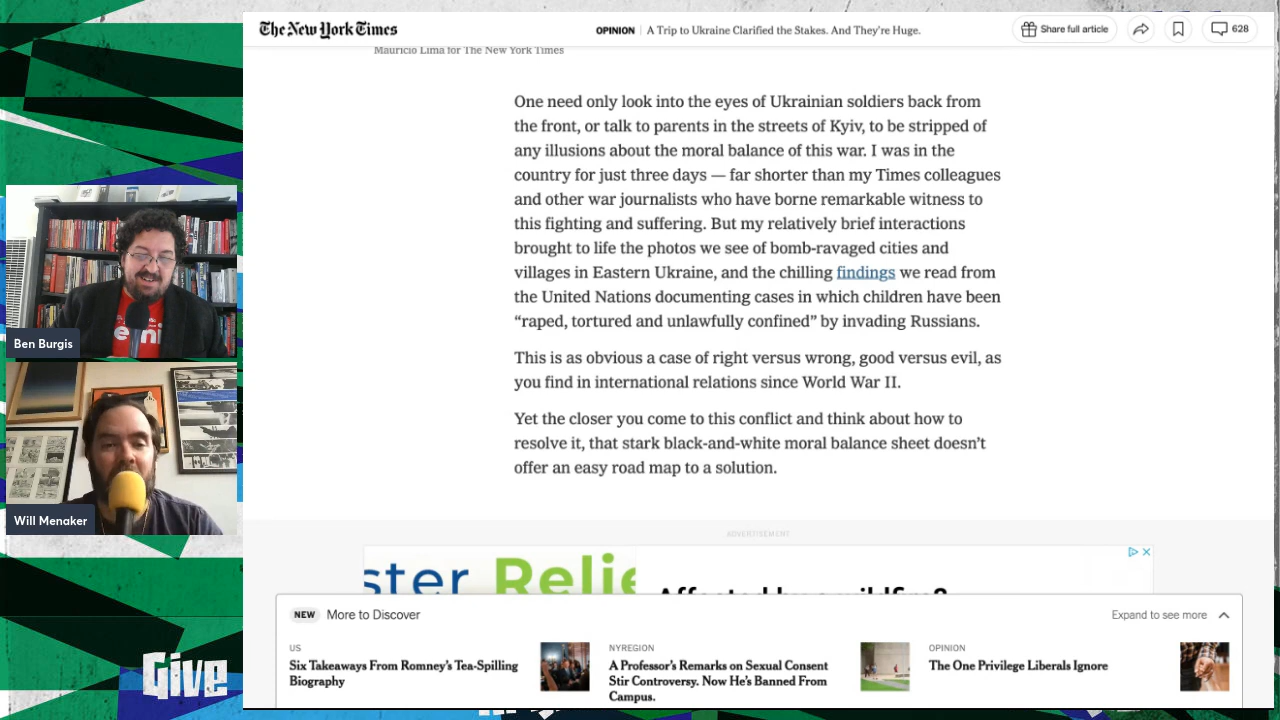 The New York Times
OPINION | A Trip to Ukraine Clarified the Stakes. And They're Huge.
Share full article
628
Mauricio Lima for The New York Times
One need only look into the eyes of Ukrainian soldiers back from
the front, or talk to parents in the streets of Kyiv, to be stripped of
any illusions about the moral balance of this war. I was in the
country for just three days — far shorter than my Times colleagues
and other war journalists who have borne remarkable witness to
this fighting and suffering. But my relatively brief interactions
brought to life the photos we see of bomb-ravaged cities and
villages in Eastern Ukraine, and the chilling findings we read from
the United Nations documenting cases in which children have been
“raped, tortured and unlawfully confined” by invading Russians.
This is as obvious a case of right versus wrong, good versus evil, as
you find in international relations since World War II.
Yet the closer you come to this conflict and think about how to
resolve it, that stark black-and-white moral balance sheet doesn’t
offer an easy road map to a solution.
ADVERTISEMENT
ster Relie
Affected by a wildfire?
NEW More to Discover
Expand to see more
US
Six Takeaways From Romney’s Tea-Spilling
Biography
NYREGION
A Professor’s Remarks on Sexual Consent
Stir Controversy. Now He’s Banned From
Campus.
OPINION
The One Privilege Liberals Ignore
Ben Burgis
Will Menaker
Give